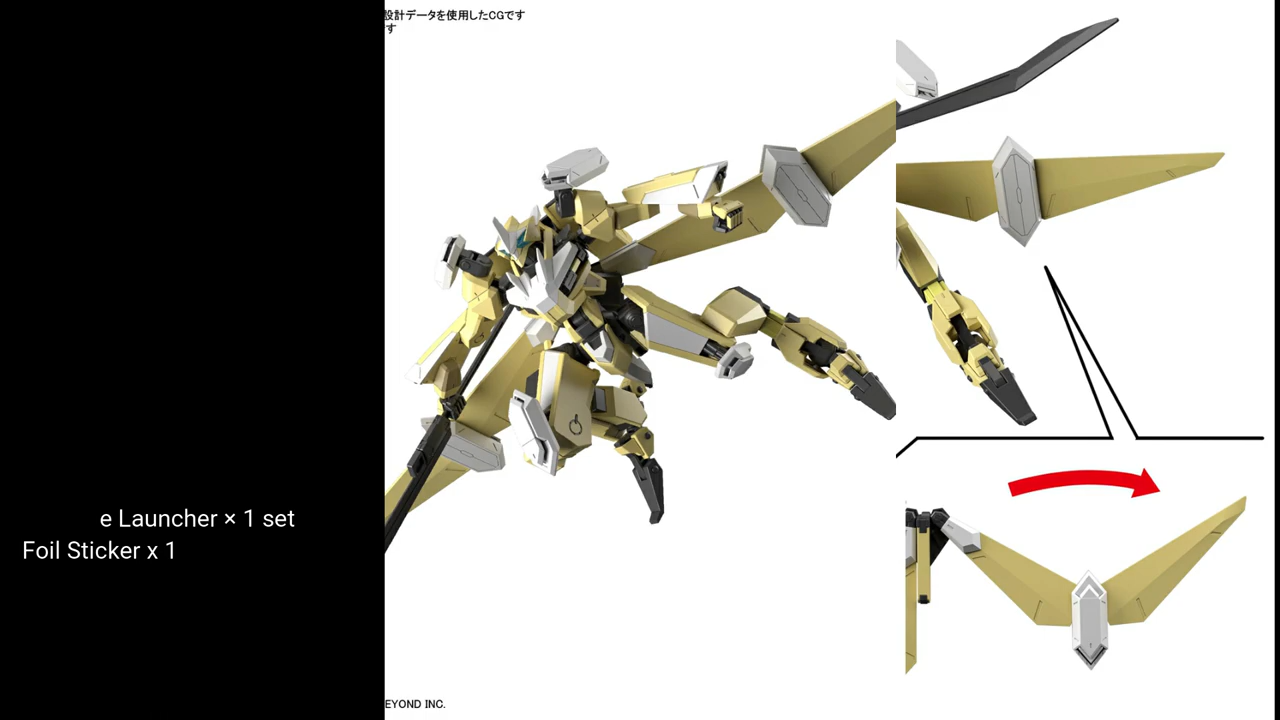 設計データを使用したCGです
す
e Launcher × 1 set
Foil Sticker x 1
EYOND INC.